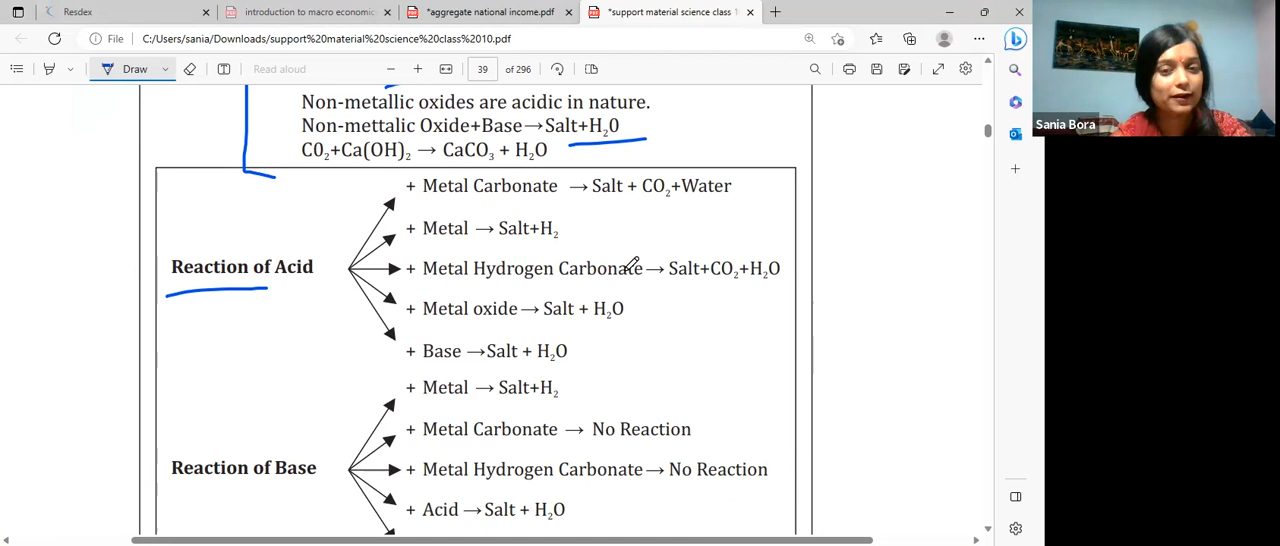 Resdex
introduction to macro economic
*aggregate national income.pdf
*support material science class 1
File
C:/Users/sania/Downloads/support%20material%20science%20class%2010.pdf
Draw
Read aloud
39
of 296
Sania Bora
Non-metallic oxides are acidic in nature.
Non-mettalic Oxide+Base→Salt+H₂0
C0₂+Ca(OH)₂ → CaCO₃ + H₂O
+ Metal Carbonate → Salt + CO₂+Water
+ Metal → Salt+H₂
Reaction of Acid
+ Metal Hydrogen Carbonate → Salt+CO₂+H₂O
+ Metal oxide → Salt + H₂O
+ Base →Salt + H₂O
+ Metal → Salt+H₂
+ Metal Carbonate → No Reaction
Reaction of Base
+ Metal Hydrogen Carbonate → No Reaction
+ Acid →Salt + H₂O